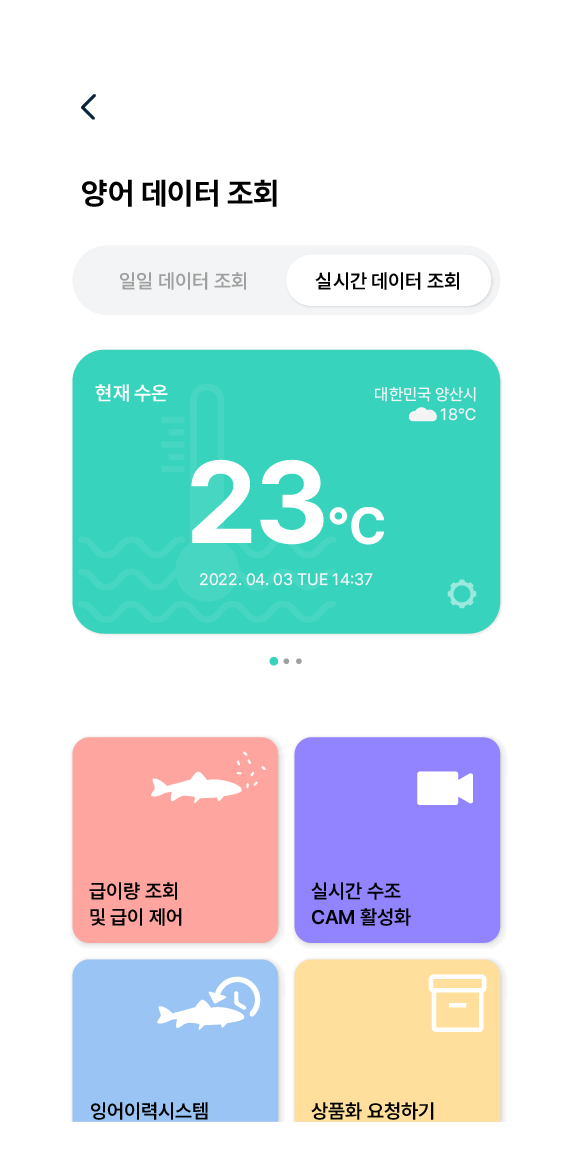 양어 데이터 조회
일일 데이터 조회
실시간 데이터 조회
현재 수온
대한민국 양산시
18°C
23°C
2022. 04. 03 TUE 14:37
급이량 조회
및 급이 제어
실시간 수조
CAM 활성화
잉어이력시스템
상품화 요청하기